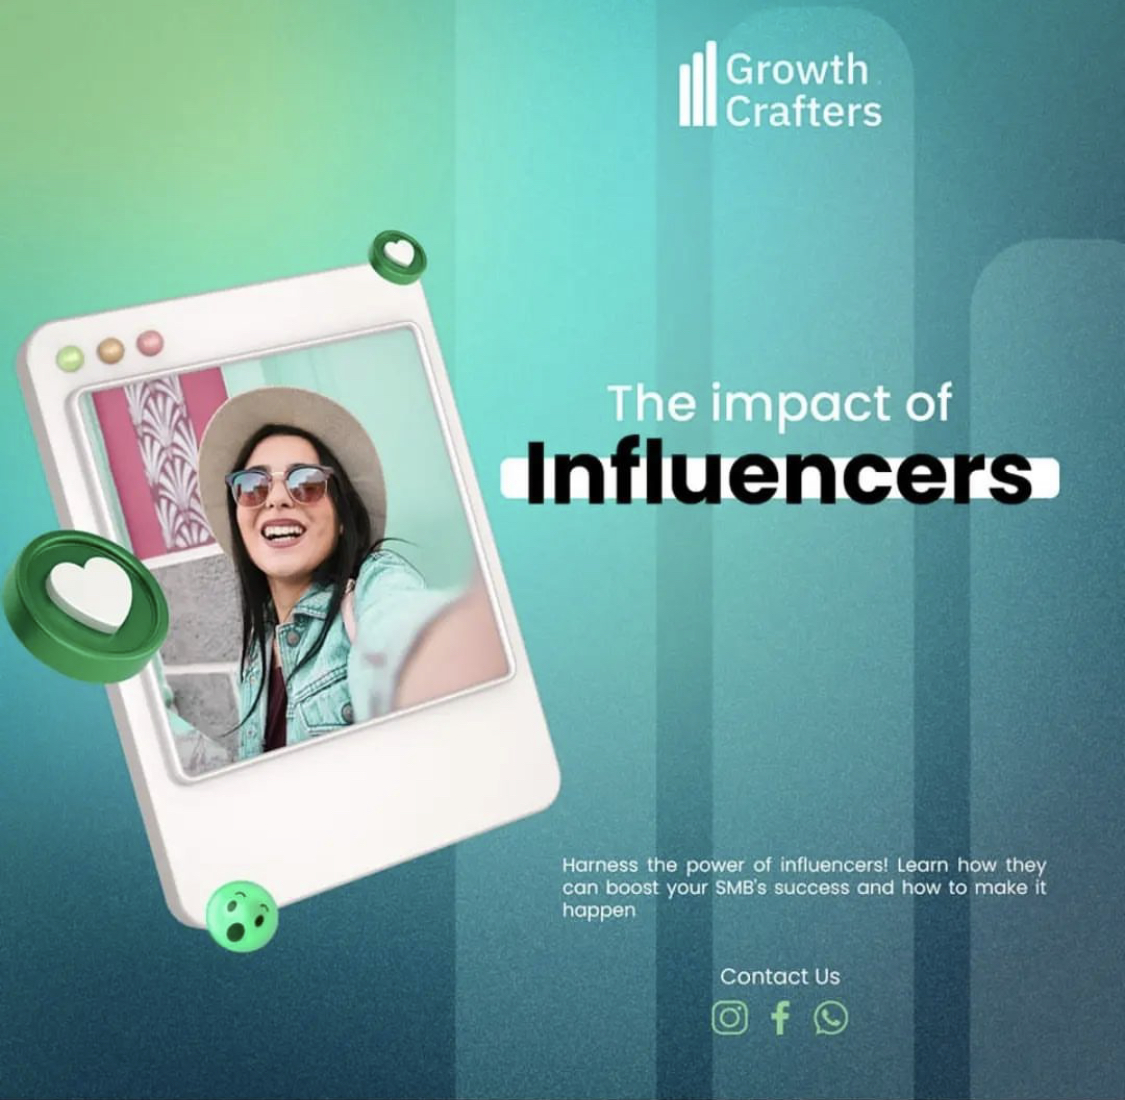 Growth
Crafters
The impact of
Influencers
Harness the power of influencers! Learn how they
can boost your SMB's success and how to make it
happen
Contact Us